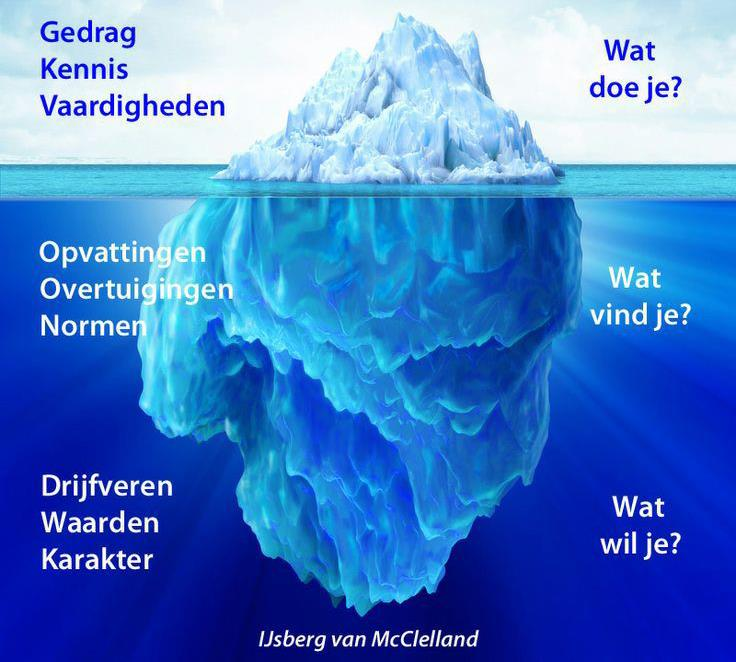 Gedrag
Kennis
Vaardigheden
Wat
doe je?
Opvattingen
Overtuigingen
Normen
Wat
vind je?
Drijfveren
Waarden
Karakter
Wat
wil je?
IJsberg van McClelland